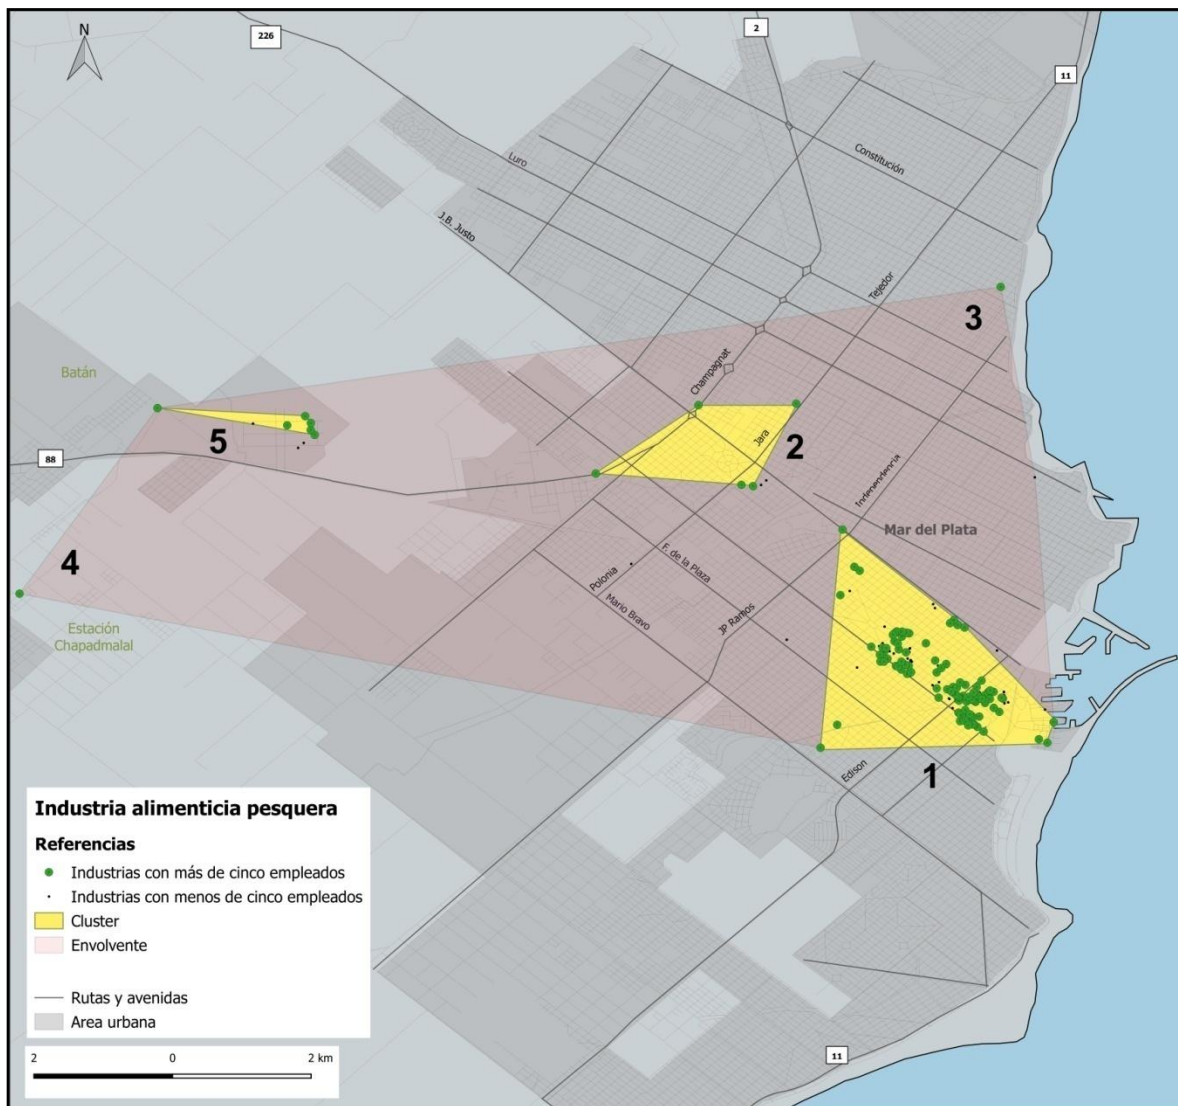 N
226
2
11
Constitución
Luro
J.B. Justo
Tejedor
3
Champagnat
Batán
5
2
Jara
88
Independencia
Mar del Plata
4
F. de la Plaza
Polonia
Mario Bravo
JP Ramos
Estación
Chapadmalal
1
Edison
Industria alimenticia pesquera
Referencias
Industrias con más de cinco empleados
Industrias con menos de cinco empleados
Cluster
Envolvente
Rutas y avenidas
Area urbana
2 0 2 km
11